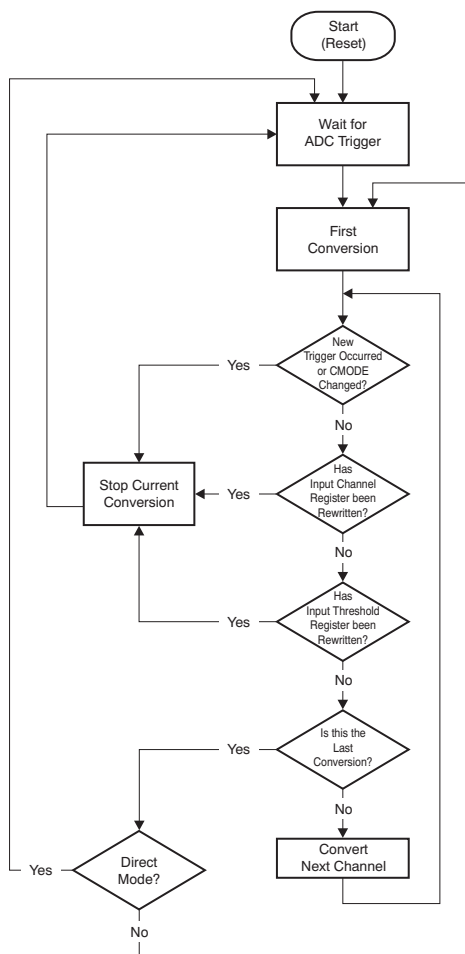 Start
(Reset)
Wait for
ADC Trigger
First
Conversion
New
Trigger Occurred
or CMODE
Changed?
Yes
No
Stop Current
Conversion
Yes
Has
Input Channel
Register been
Rewritten?
No
Has
Input Threshold
Register been
Rewritten?
Yes
No
Is this the
Last
Conversion?
Yes
No
Convert
Next Channel
Yes
Direct
Mode?
No